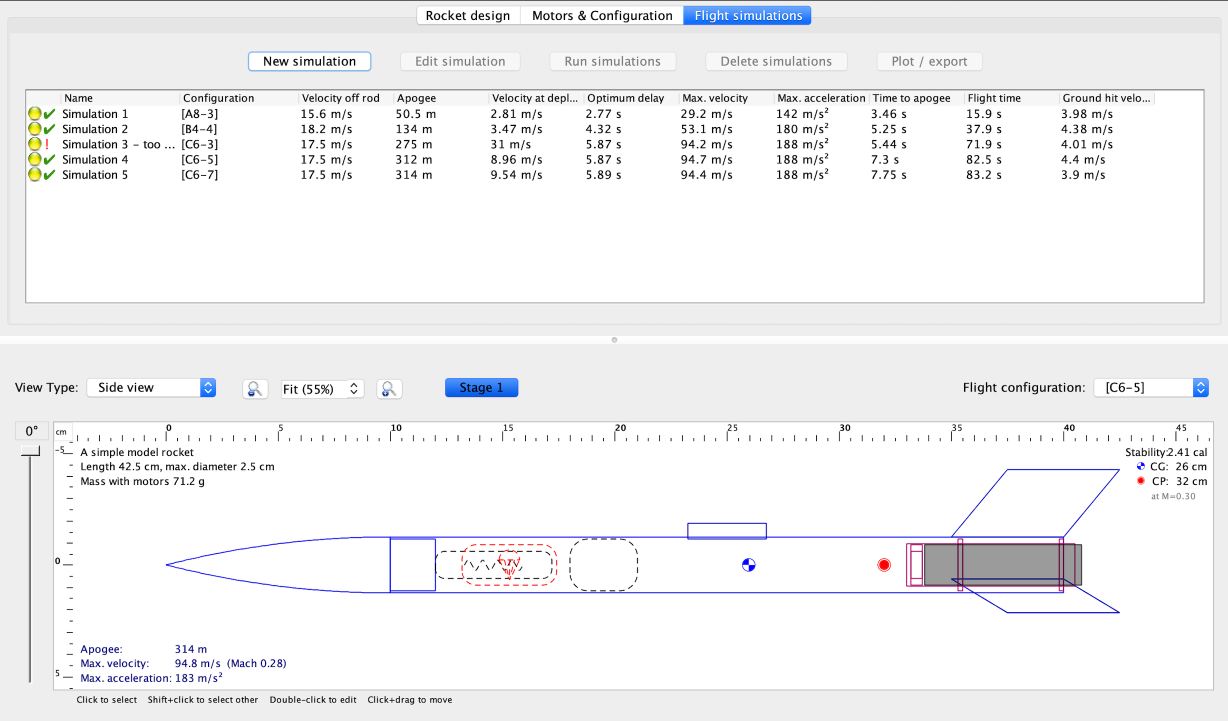 Rocket design Motors & Configuration Flight simulations
New simulation Edit simulation Run simulations Delete simulations Plot / export
Name Configuration Velocity off rod Apogee Velocity at depl... Optimum delay Max. velocity Max. acceleration Time to apogee Flight time Ground hit velo...
Simulation 1 [A8-3] 15.6 m/s 50.5 m 2.81 m/s 2.77 s 29.2 m/s 142 m/s² 3.46 s 15.9 s 3.98 m/s
Simulation 2 [B4-4] 18.2 m/s 134 m 3.47 m/s 4.32 s 53.1 m/s 180 m/s² 5.25 s 37.9 s 4.38 m/s
Simulation 3 - too ... [C6-3] 17.5 m/s 275 m 31 m/s 5.87 s 94.2 m/s 188 m/s² 5.44 s 71.9 s 4.01 m/s
Simulation 4 [C6-5] 17.5 m/s 312 m 8.96 m/s 5.87 s 94.7 m/s 188 m/s² 7.3 s 82.5 s 4.4 m/s
Simulation 5 [C6-7] 17.5 m/s 314 m 9.54 m/s 5.89 s 94.4 m/s 188 m/s² 7.75 s 83.2 s 3.9 m/s
View Type: Side view Fit (55%) Stage 1 Flight configuration: [C6-5]
0° cm 0 5 10 15 20 25 30 35 40 45
-5
A simple model rocket
Length 42.5 cm, max. diameter 2.5 cm
Mass with motors 71.2 g
Stability:2.41 cal
CG: 26 cm
CP: 32 cm
at M=0.30
0
5
Apogee: 314 m
Max. velocity: 94.8 m/s (Mach 0.28)
Max. acceleration: 183 m/s²
Click to select Shift+click to select other Double-click to edit Click+drag to move